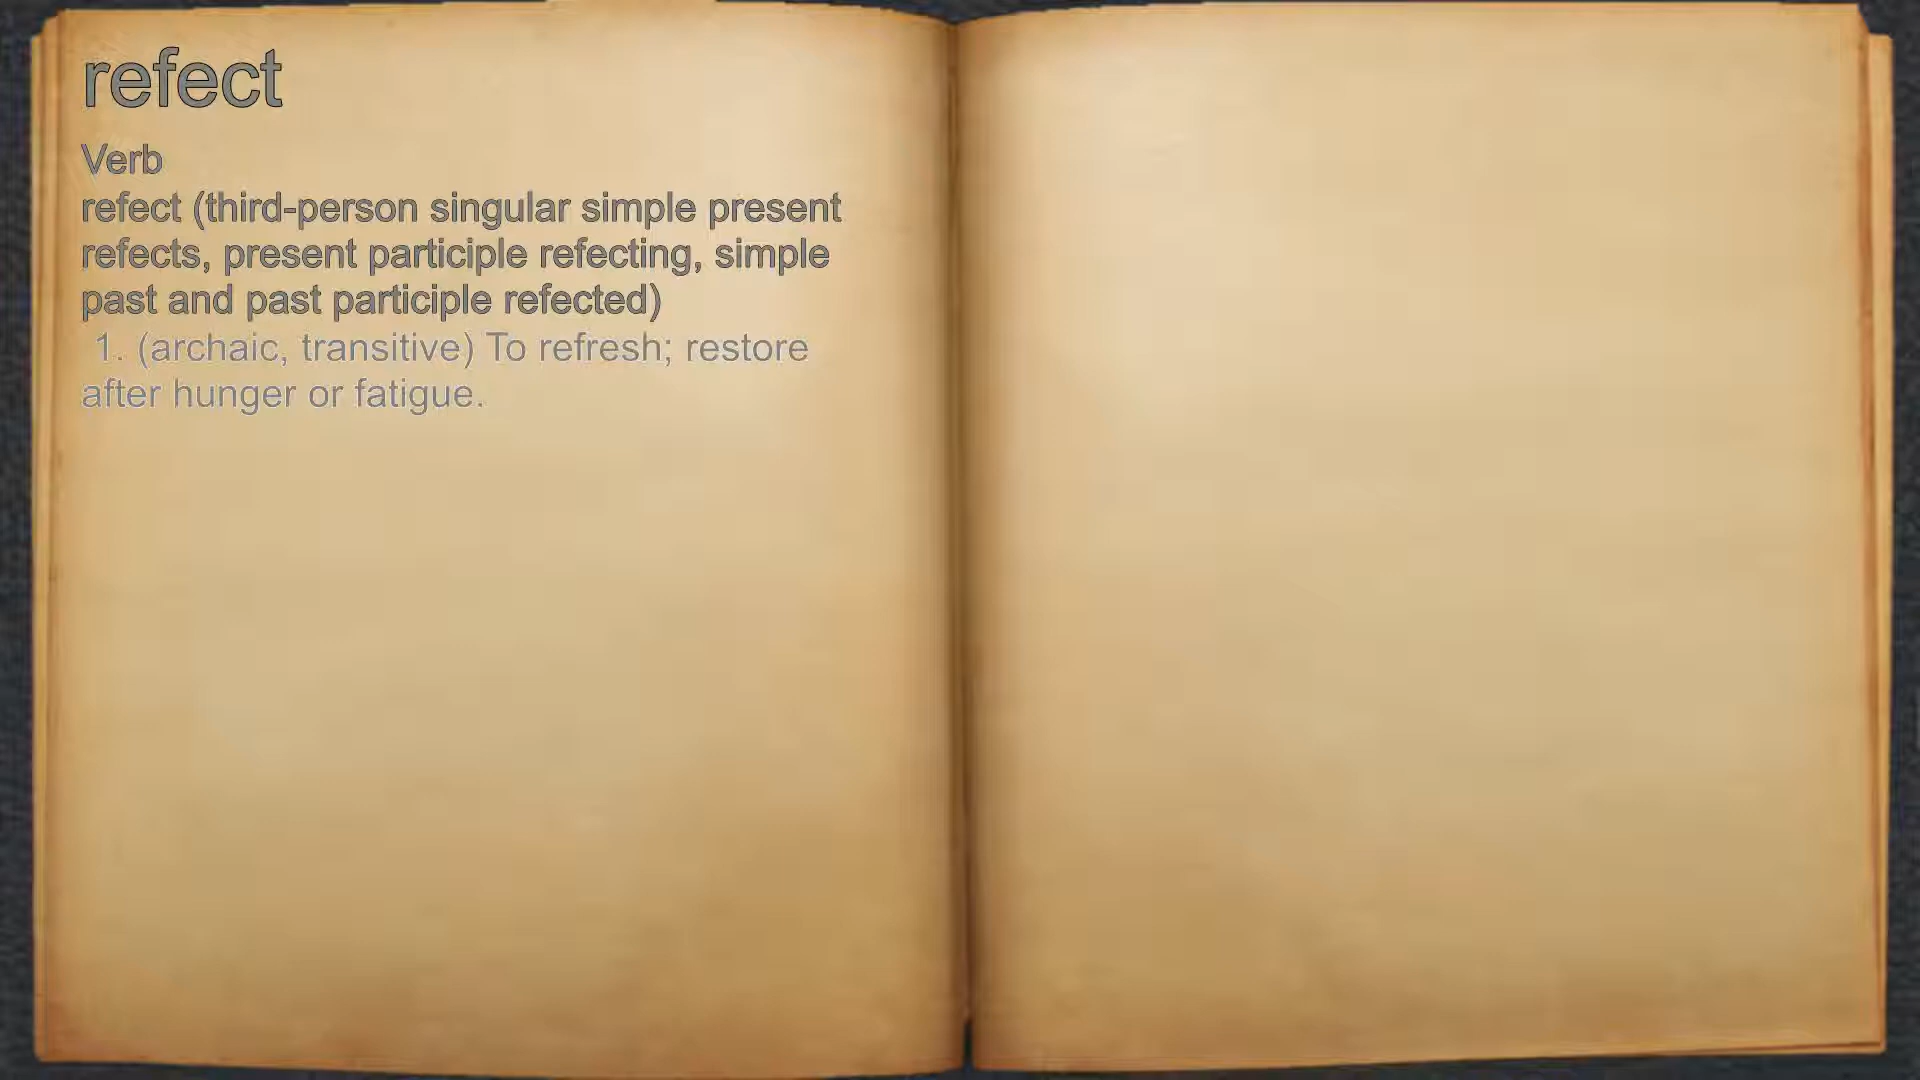 refect
Verb
refect (third-person singular simple present
refects, present participle refecting, simple
past and past participle refected)
1. (archaic, transitive) To refresh; restore
after hunger or fatigue.